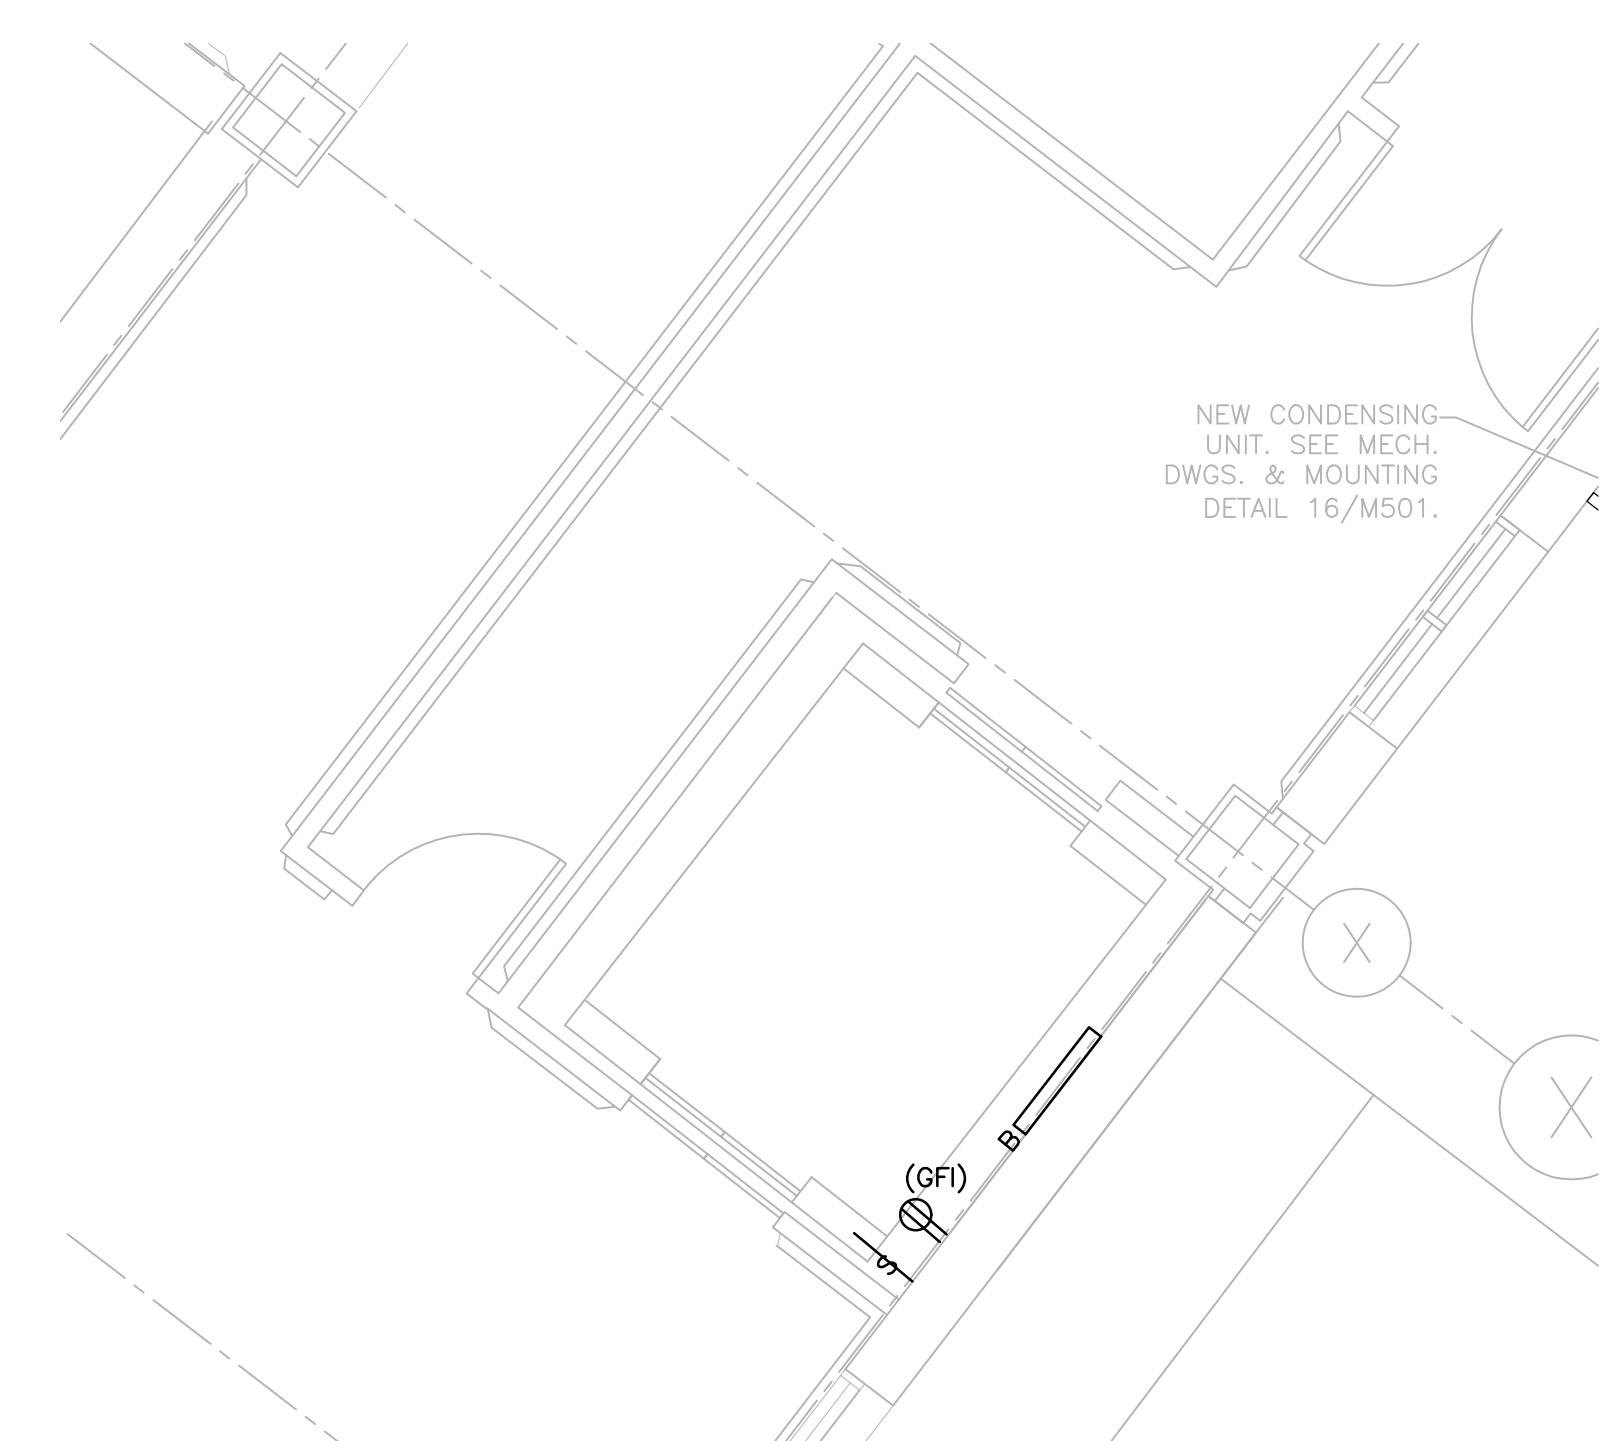 NEW CONDENSING
UNIT. SEE MECH.
DWGS. & MOUNTING
DETAIL 16/M501.
X
X
B
(GFI)
S